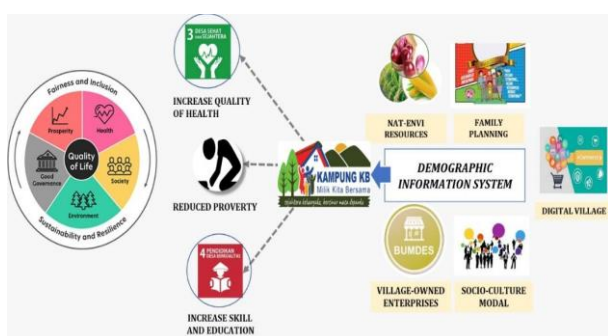 Fairness and Inclusion
Prosperity
Health
Quality
of Life
Good
Governance
Society
Environment
Sustainability and Resilience
3 DESA SEHAT
DAN SEJAHTERA
INCREASE QUALITY
OF HEALTH
REDUCED PROVERTY
4 PENDIDIKAN
DESA BERKUALITAS
INCREASE SKILL
AND EDUCATION
KAMPUNG KB
Milik Kita Bersama
NAT-ENVI
RESOURCES
FAMILY
PLANNING
DEMOGRAPHIC
INFORMATION SYSTEM
BUMDES
VILLAGE-OWNED
ENTERPRISES
SOCIO-CULTURE
MODAL
DIGITAL VILLAGE